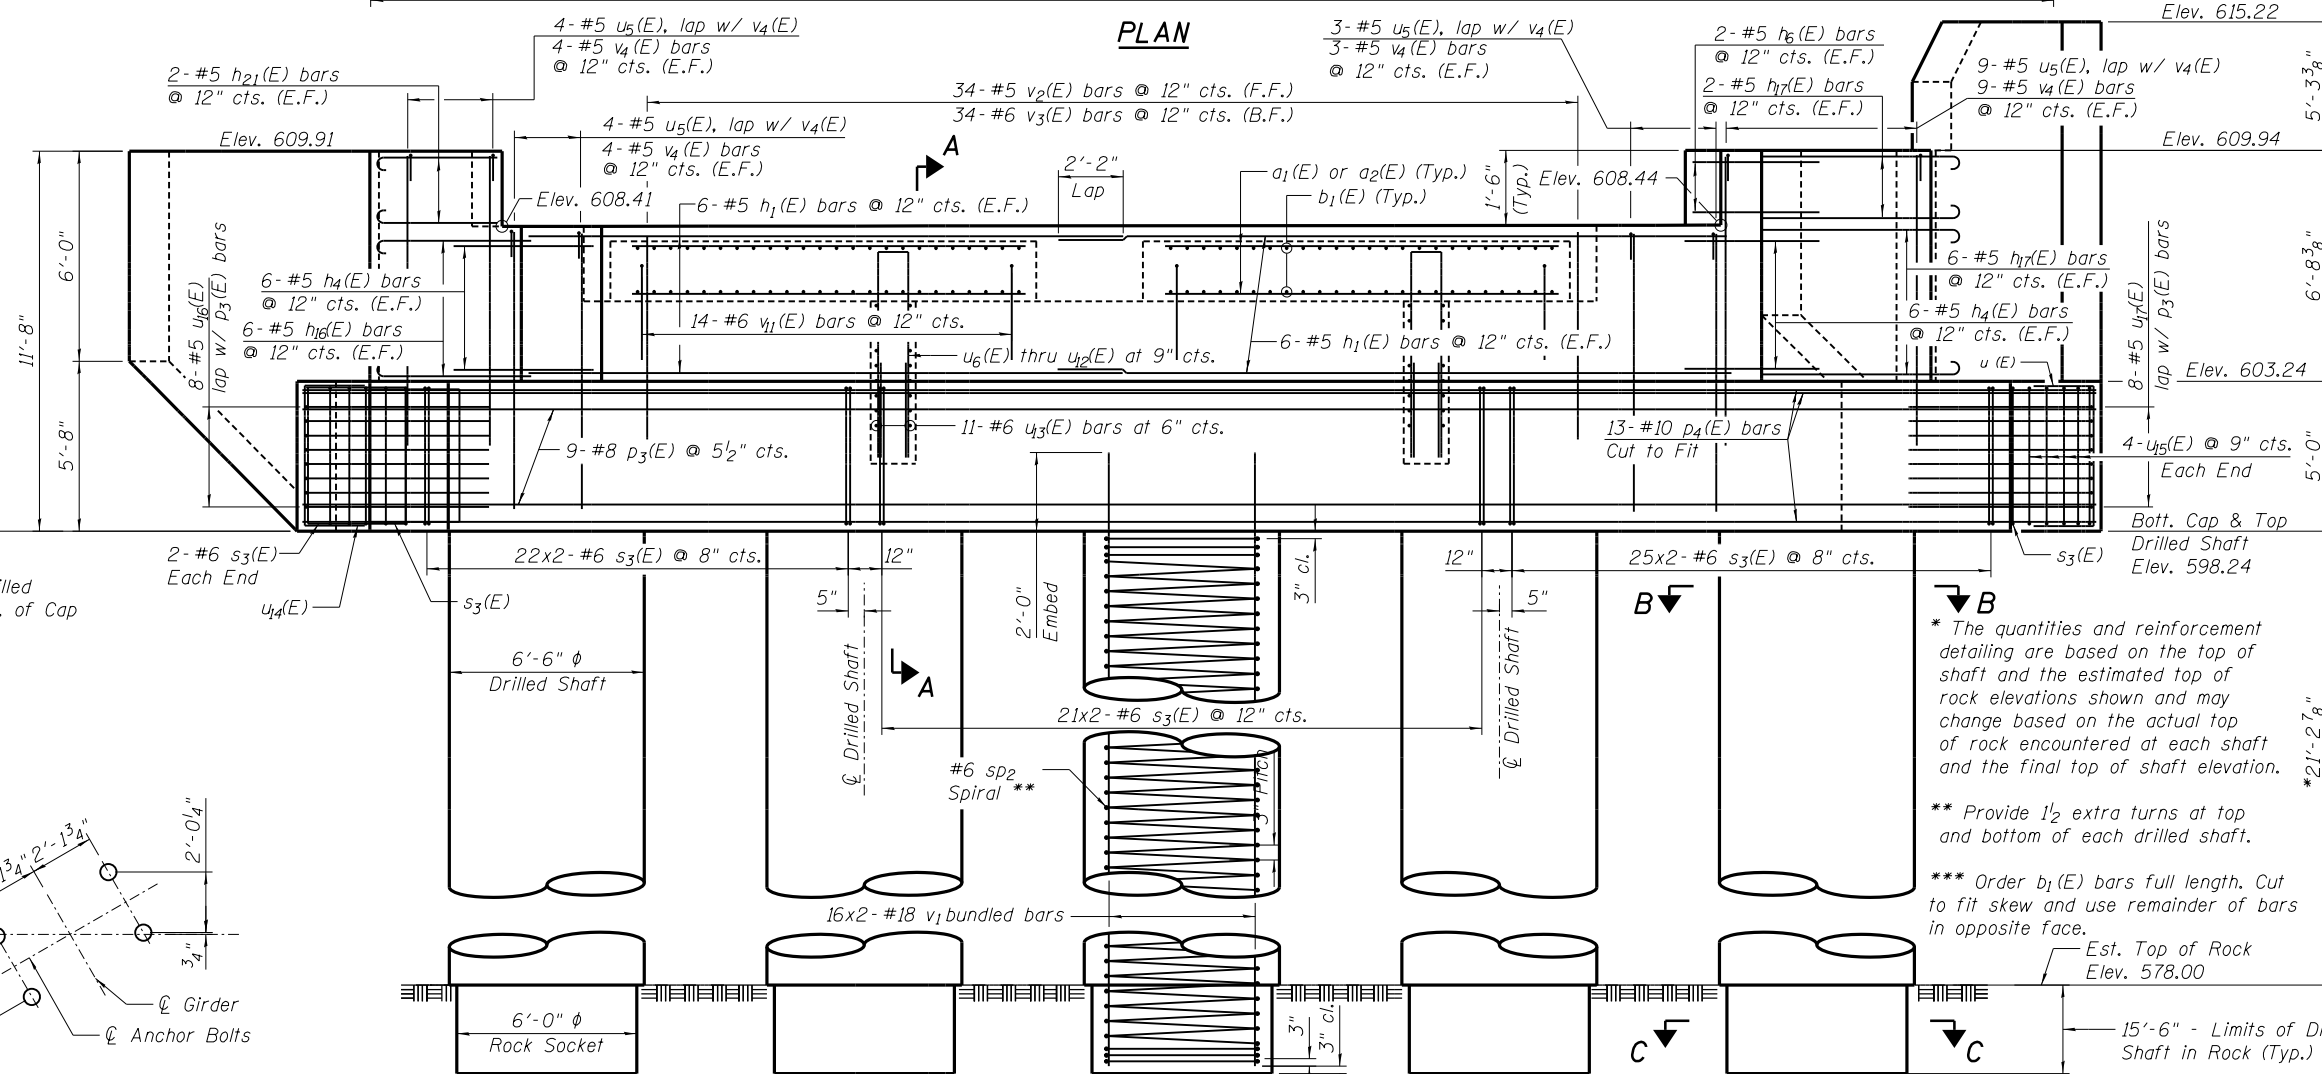 PLAN
4-#5 u5(E), lap w/ v4(E)
4-#5 v4(E) bars
@ 12" cts. (E.F.)
2-#5 h21(E) bars
@ 12" cts. (E.F.)
Elev. 609.91
4-#5 u5(E), lap w/ v4(E)
4-#5 v4(E) bars
@ 12" cts. (E.F.)
34-#5 v2(E) bars @ 12" cts. (F.F.)
34-#6 v3(E) bars @ 12" cts. (B.F.)
3-#5 u5(E), lap w/ v4(E)
3-#5 v4(E) bars
@ 12" cts. (E.F.)
2-#5 h6(E) bars
@ 12" cts. (E.F.)
2-#5 h17(E) bars
@ 12" cts. (E.F.)
9-#5 u5(E), lap w/ v4(E)
9-#5 v4(E) bars
@ 12" cts. (E.F.)
Elev. 615.22
5'-3 3/8"
Elev. 609.94
A
2'-2"
Lap
a1(E) or a2(E) (Typ.)
b1(E) (Typ.)
1'-6"
(Typ.)
Elev. 608.44
Elev. 608.41
6-#5 h1(E) bars @ 12" cts. (E.F.)
11'-8"
6'-0"
5'-8"
8-#5 u16(E)
lap w/ p3(E) bars
6-#5 h4(E) bars
@ 12" cts. (E.F.)
6-#5 h16(E) bars
@ 12" cts. (E.F.)
14-#6 v11(E) bars @ 12" cts.
u6(E) thru u12(E) at 9" cts.
6-#5 h1(E) bars @ 12" cts. (E.F.)
6-#5 h17(E) bars
@ 12" cts. (E.F.)
6-#5 h4(E) bars
@ 12" cts. (E.F.)
u (E)
8-#5 u17(E)
lap w/ p3(E) bars
6'-8 3/8"
Elev. 603.24
9-#8 p3(E) @ 5 1/2" cts.
11-#6 u13(E) bars at 6" cts.
13-#10 p4(E) bars
Cut to Fit
4-u15(E) @ 9" cts.
Each End
5'-0"
2-#6 s3(E)
Each End
u14(E)
s3(E)
22x2-#6 s3(E) @ 8" cts.
12"
5"
2'-0"
Embed
3" cl.
12"
5"
25x2-#6 s3(E) @ 8" cts.
s3(E)
Bott. Cap & Top
Drilled Shaft
Elev. 598.24
. of Cap
B
B
6'-6" ϕ
Drilled Shaft
℄ Drilled Shaft
A
21x2-#6 s3(E) @ 12" cts.
℄ Drilled Shaft
#6 sp2
Spiral **
3" Pitch
* The quantities and reinforcement
detailing are based on the top of
shaft and the estimated top of
rock elevations shown and may
change based on the actual top
of rock encountered at each shaft
and the final top of shaft elevation.
*21'-2 7/8"
** Provide 1 1/2 extra turns at top
and bottom of each drilled shaft.
*** Order b1(E) bars full length. Cut
to fit skew and use remainder of bars
in opposite face.
16x2-#18 v1 bundled bars
Est. Top of Rock
Elev. 578.00
2'-1 3/4"
2'-0 1/4"
3/4"
℄ Girder
℄ Anchor Bolts
6'-0" ϕ
Rock Socket
3"
3" cl.
C
C
15'-6" - Limits of
Shaft in Rock (Typ.)